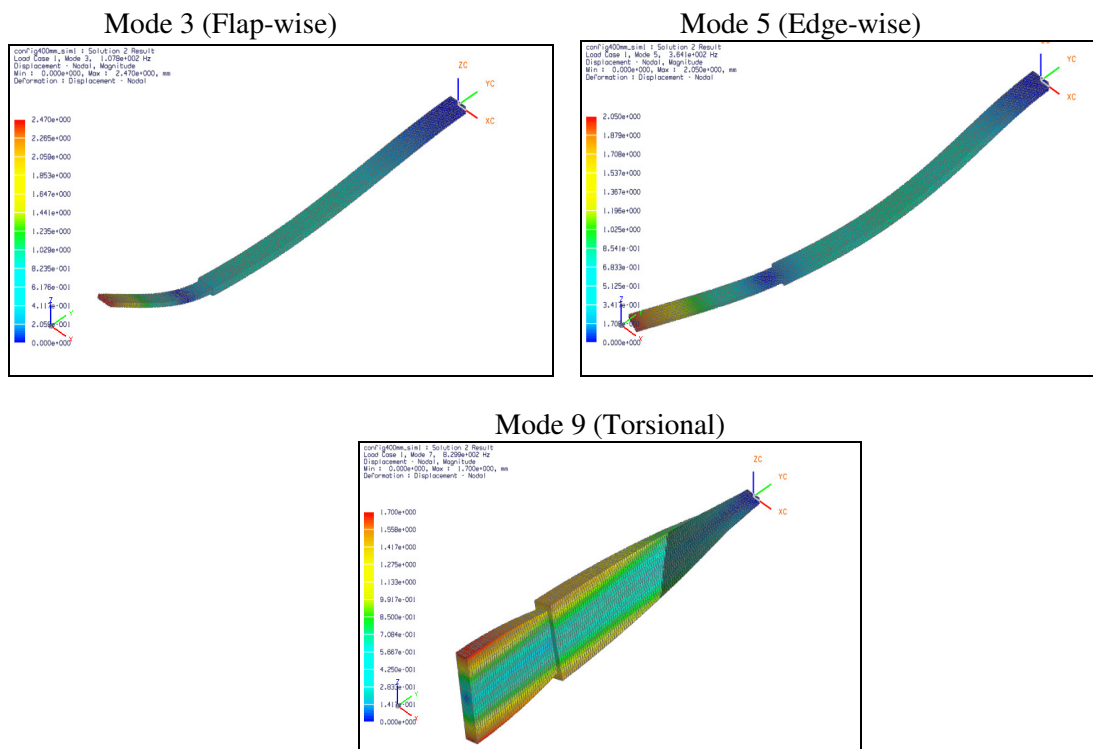 Mode 3 (Flap-wise)
config400mm_sim1 : Solution 2 Result
Load Case 1, Mode 3, 1.078e+002 Hz
Displacement - Nodal, Magnitude
Min : 0.000e+000, Max : 2.470e+000, mm
Deformation : Displacement - Nodal
ZC
YC
XC
2.470e+000
2.265e+000
2.059e+000
1.853e+000
1.647e+000
1.441e+000
1.235e+000
1.029e+000
8.235e-001
6.176e-001
0.000e+000
Z
Y
X
Mode 5 (Edge-wise)
config400mm_sim1 : Solution 2 Result
Load Case 1, Mode 5, 3.641e+002 Hz
Displacement - Nodal, Magnitude
Min : 0.000e+000, Max : 2.050e+000, mm
Deformation : Displacement - Nodal
ZC
YC
XC
2.050e+000
1.879e+000
1.708e+000
1.537e+000
1.367e+000
1.196e+000
1.025e+000
8.541e-001
6.833e-001
5.125e-001
0.000e+000
Z
X
Mode 9 (Torsional)
config400mm_sim1 : Solution 2 Result
Load Case 1, Mode 7, 8.299e+002 Hz
Displacement - Nodal, Magnitude
Min : 0.000e+000, Max : 1.700e+000, mm
Deformation : Displacement - Nodal
ZC
YC
XC
1.700e+000
1.558e+000
1.417e+000
1.275e+000
1.133e+000
9.917e-001
8.500e-001
7.084e-001
5.667e-001
4.250e-001
0.000e+000
Z
Y
X